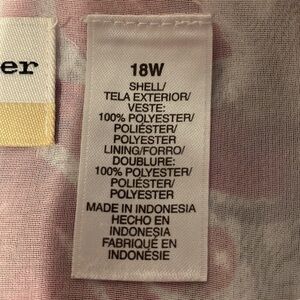 er
18W
SHELL/
TELA EXTERIOR/
VESTE:
100% POLYESTER/
POLIÉSTER/
POLYESTER
LINING/FORRO/
DOUBLURE:
100% POLYESTER/
POLIÉSTER/
POLYESTER
MADE IN INDONESIA
HECHO EN
INDONESIA
FABRIQUÉ EN
INDONÉSIE